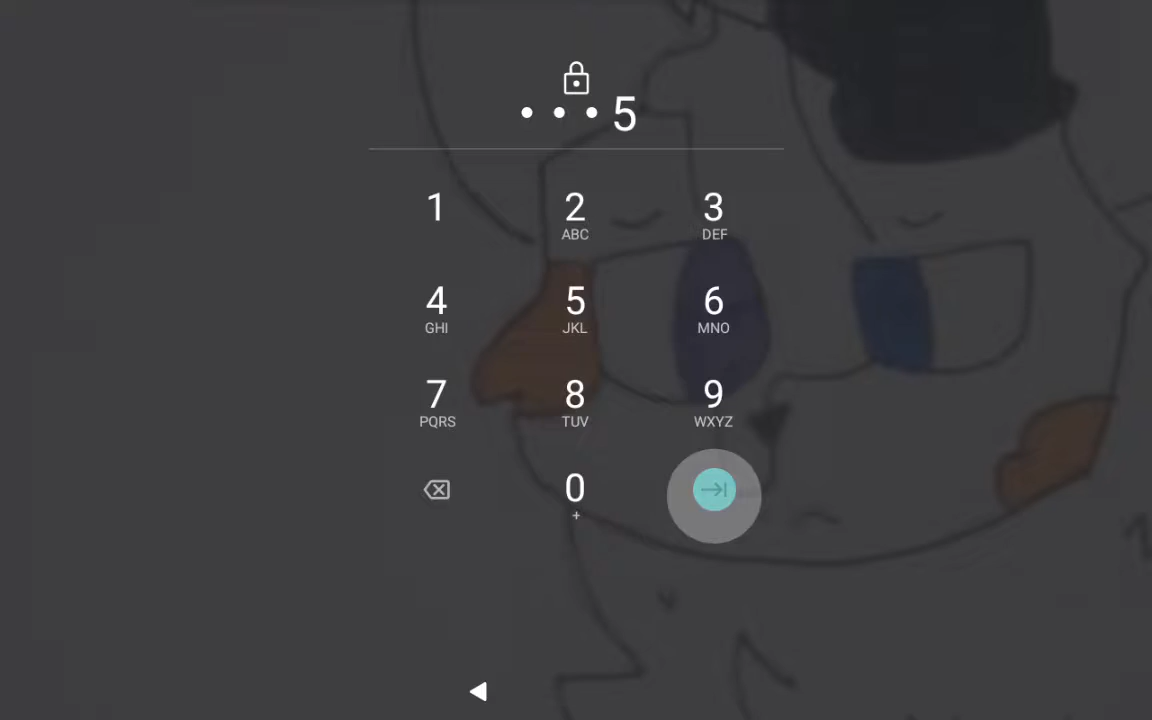 • • • 5
1 2 3
ABC DEF
4 5 6
GHI JKL MNO
7 8 9
PQRS TUV WXYZ
0
+